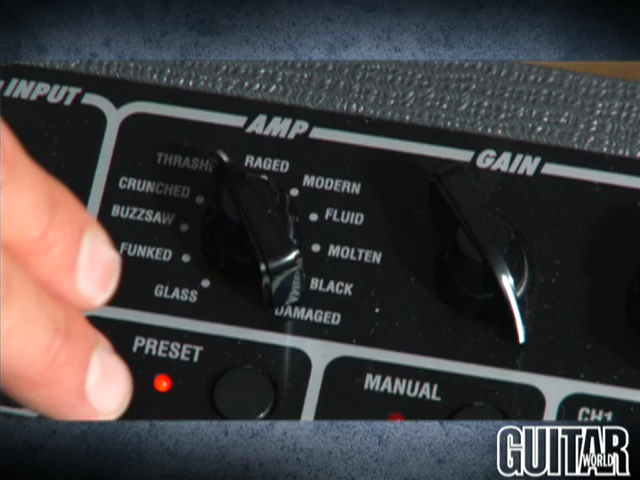 INPUT
AMP
GAIN
THRASH
RAGED
MODERN
CRUNCHED
FLUID
BUZZSAW
MOLTEN
FUNKED
BLACK
GLASS
DAMAGED
PRESET
MANUAL
CH1
GUITAR
WORLD